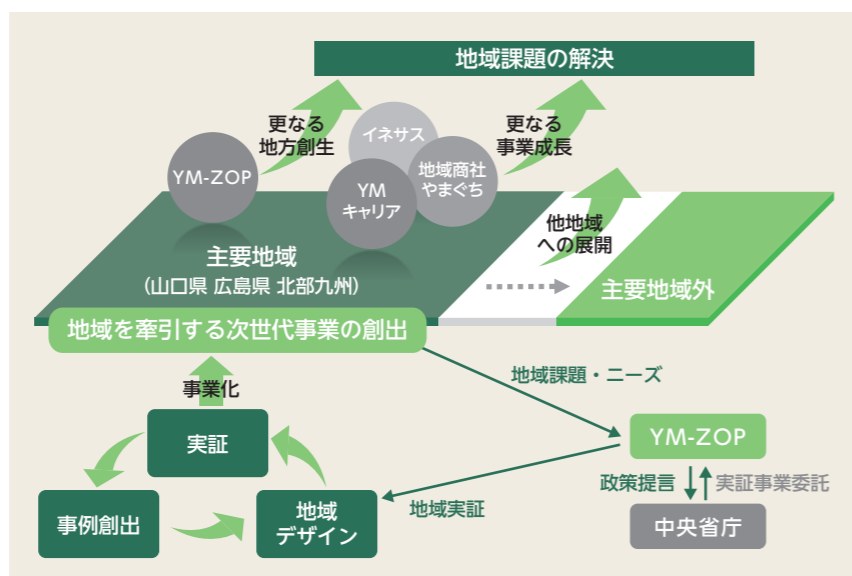 地域課題の解決
更なる
地方創生
イネサス
更なる
事業成長
YM-ZOP
YM
キャリア
地域商社
やまぐち
他地域
への展開
主要地域
(山口県 広島県 北部九州)
主要地域外
地域を牽引する次世代事業の創出
地域課題・ニーズ
事業化
実証
YM-ZOP
政策提言
実証事業委託
事例創出
地域
デザイン
地域実証
中央省庁